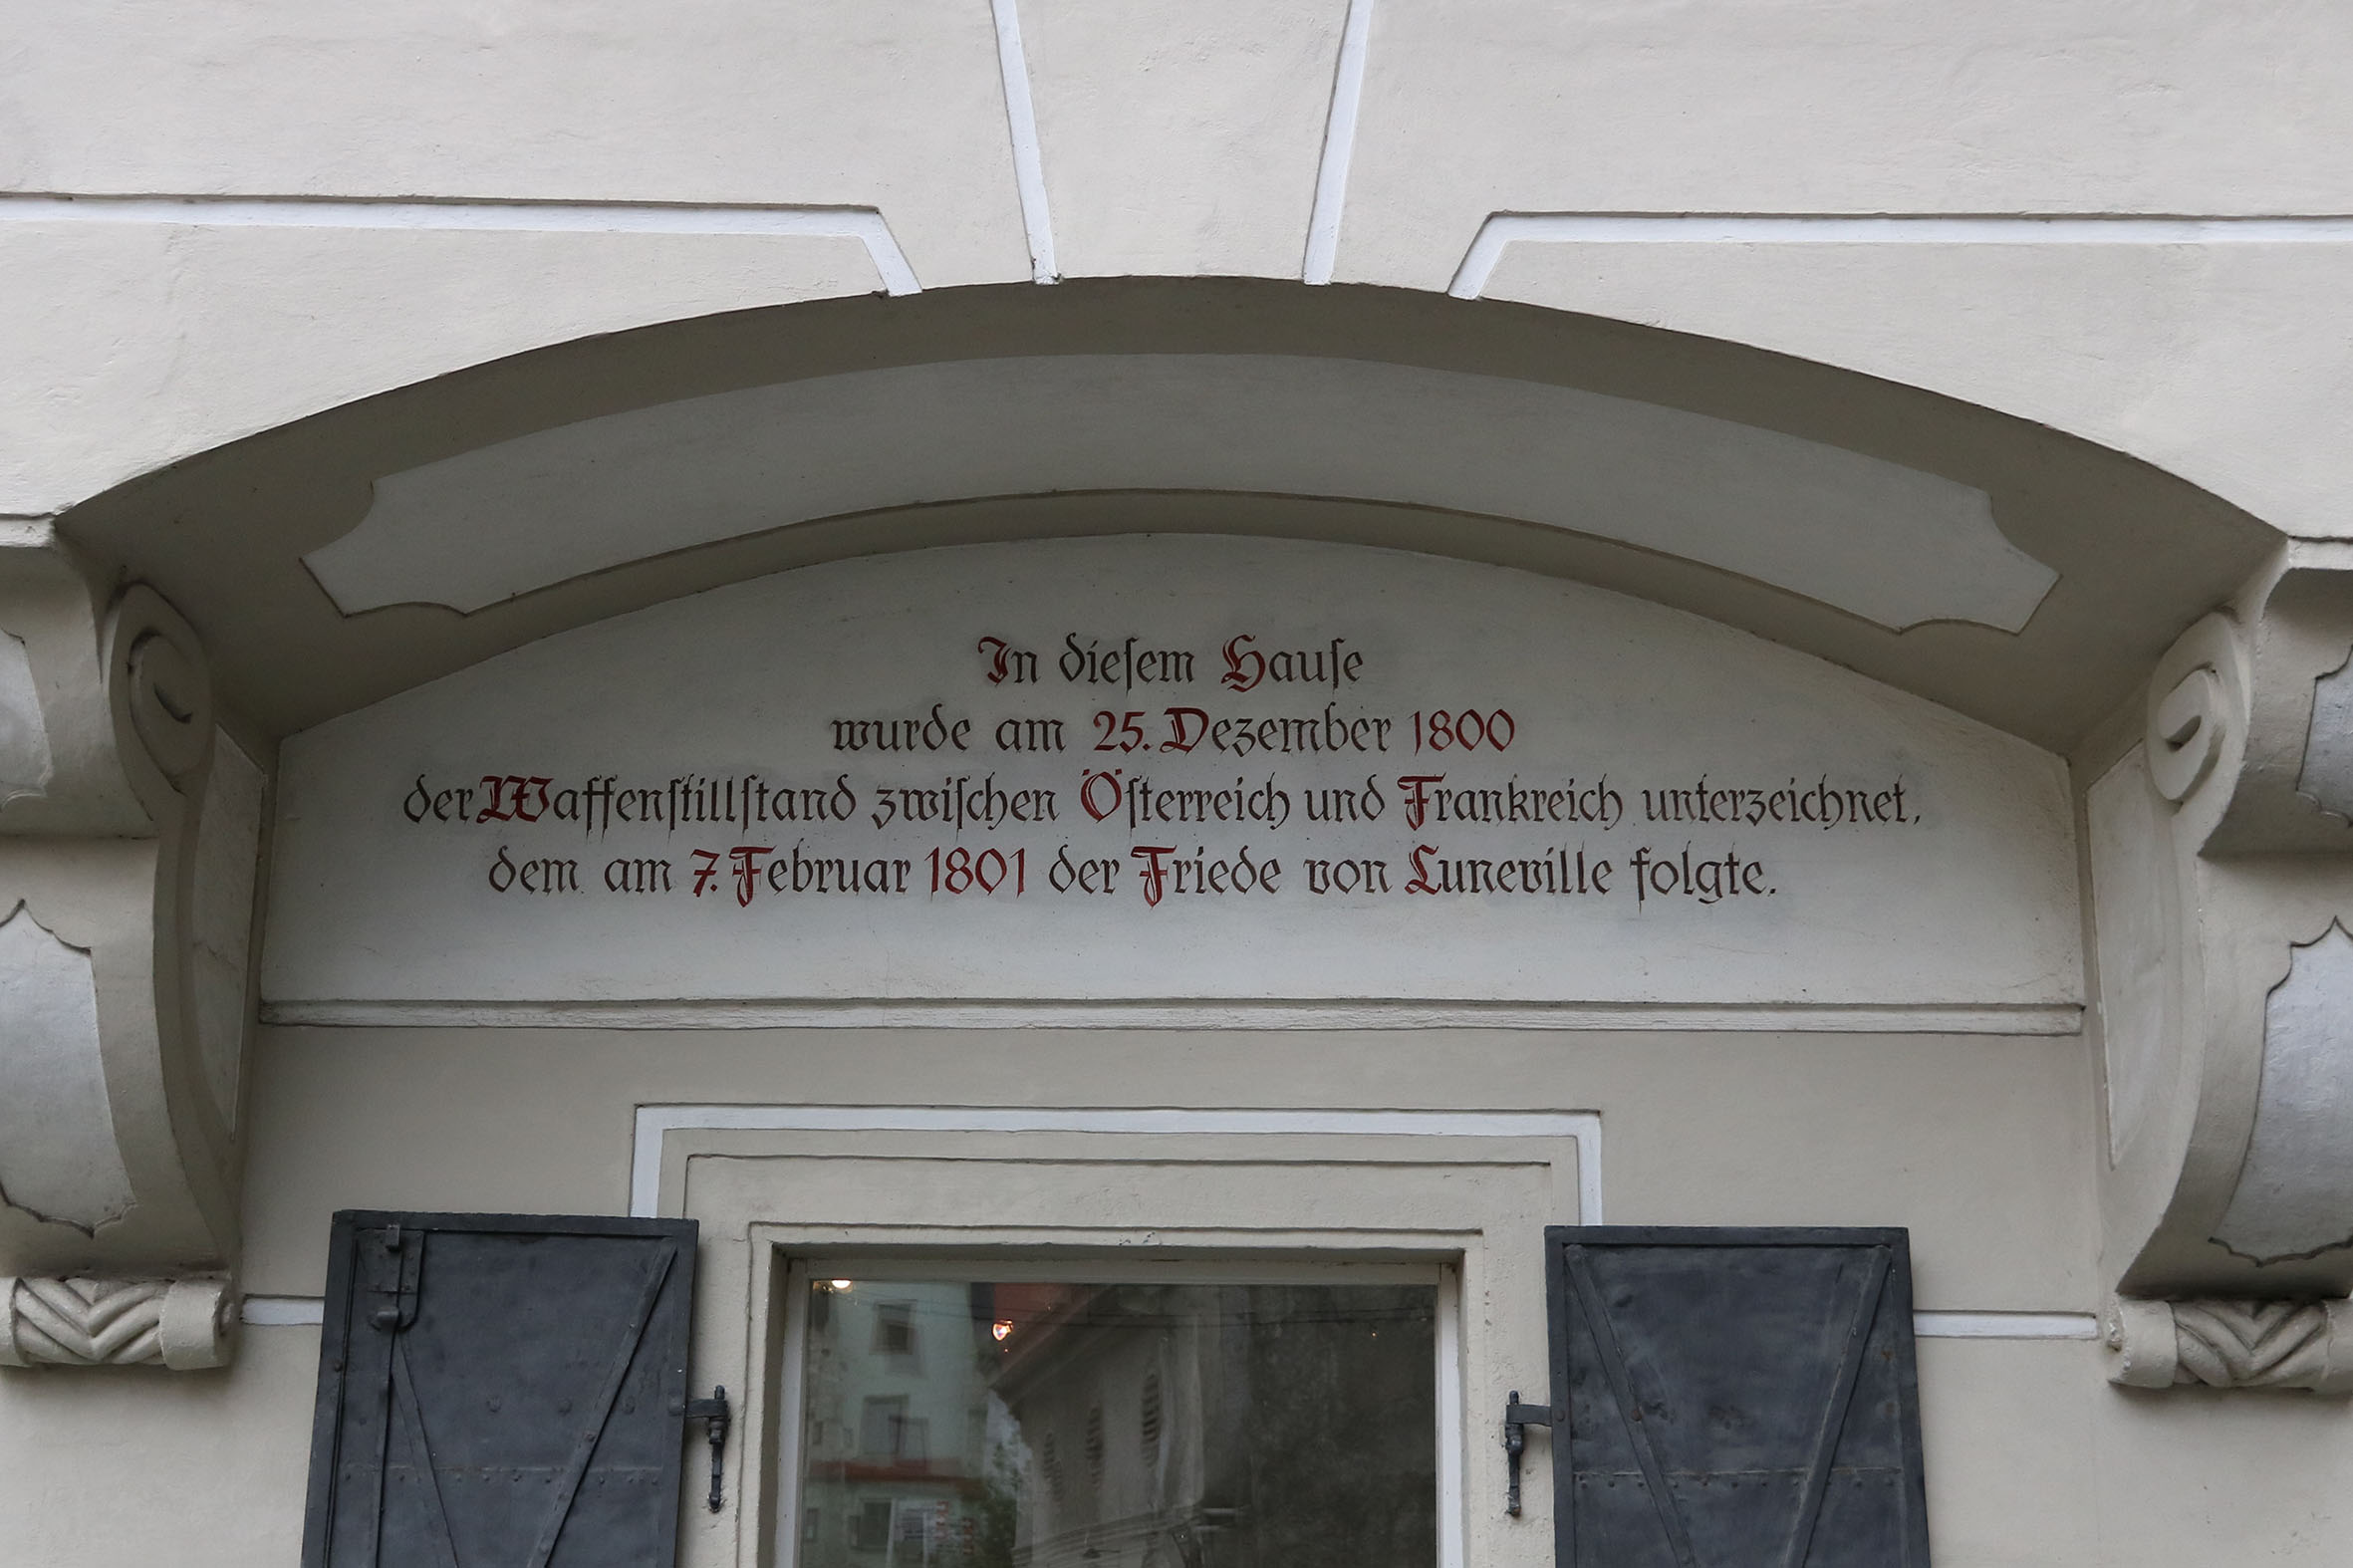 In dieſem Hauſe
wurde am 25. Dezember 1800
der Waffenſtillſtand zwiſchen Öſterreich und Frankreich unterzeichnet,
dem am 7. Februar 1801 der Friede von Luneville folgte.